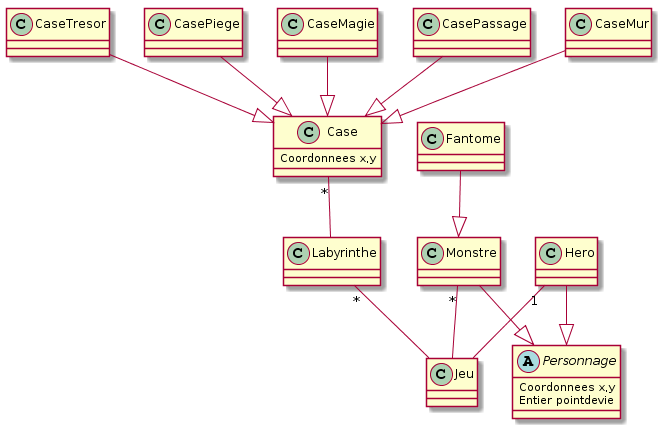 C CaseTresor
C CasePiege
C CaseMagie
C CasePassage
C CaseMur
C Case
Coordonnees x,y
C Fantome
*
C Labyrinthe
C Monstre
C Hero
*
*
1
C Jeu
A Personnage
Coordonnees x,y
Entier pointdevie